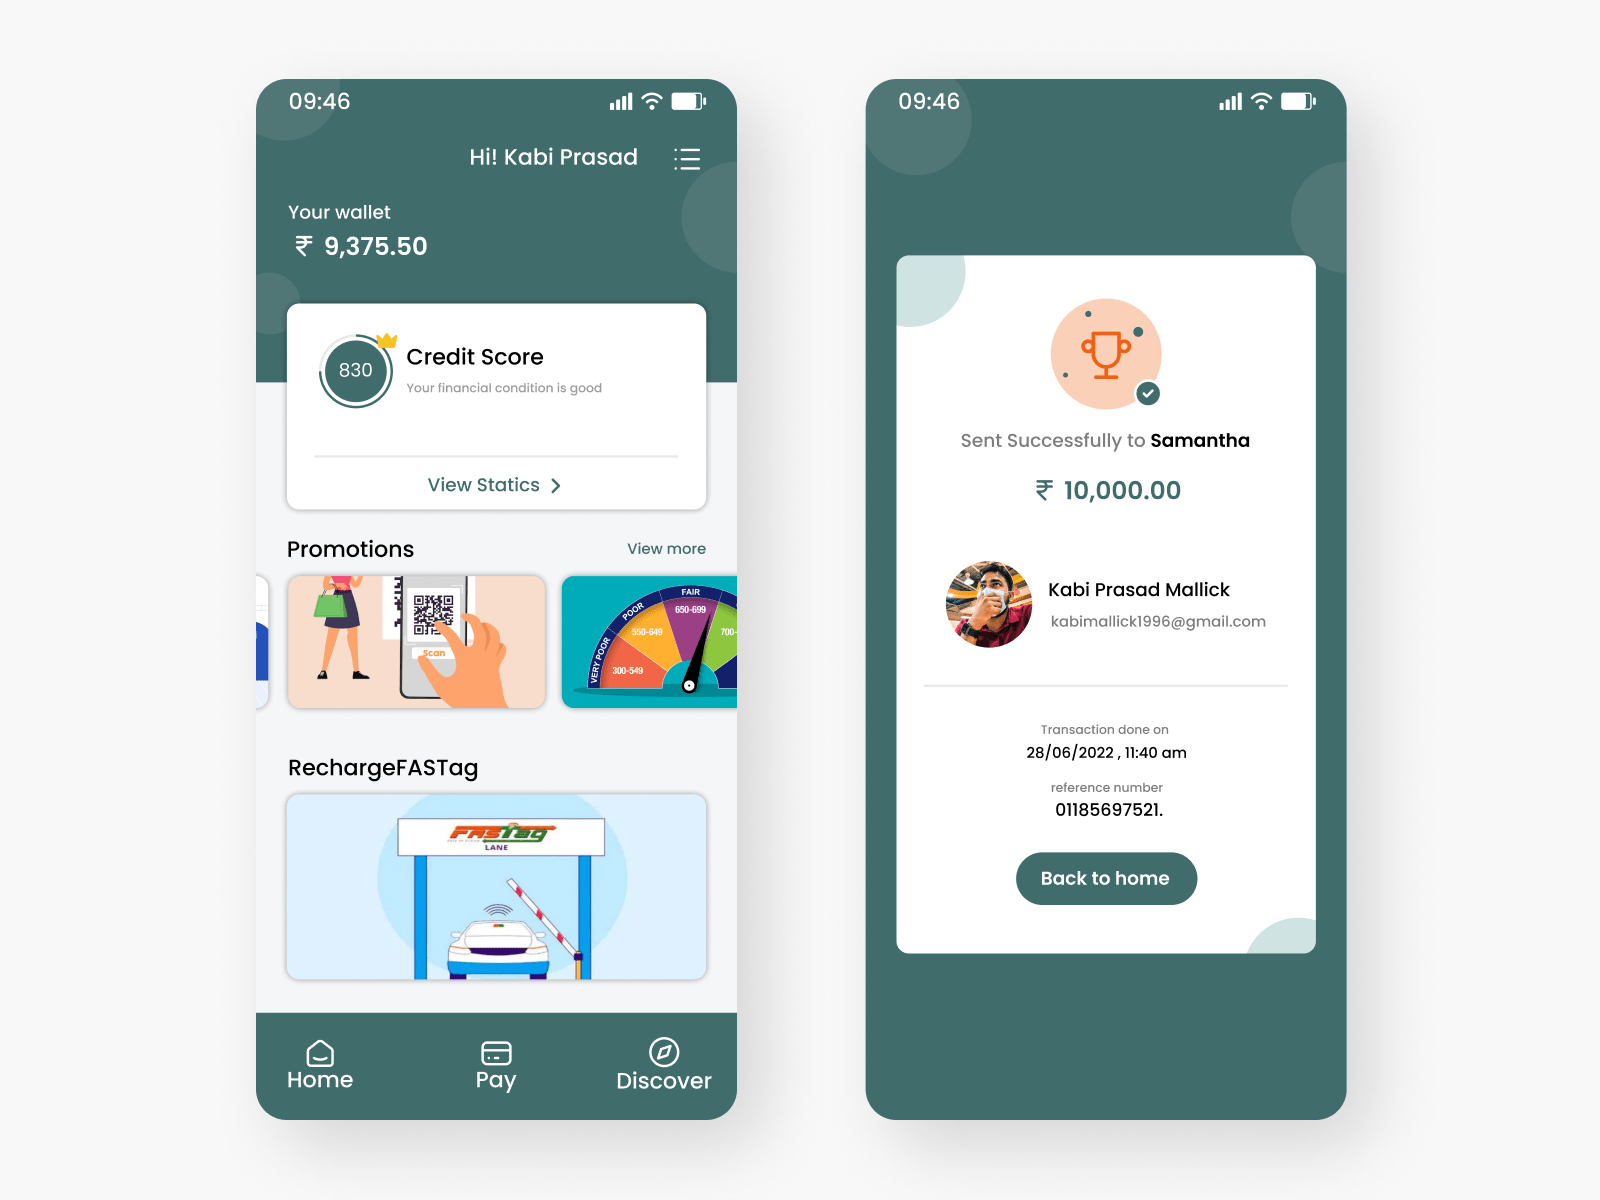 09:46
Hi! Kabi Prasad
Your wallet
₹ 9,375.50
830
Credit Score
Your financial condition is good
View Statics
Promotions
View more
Scan
VERY POOR
POOR
FAIR
300-549
550-649
650-699
700-
RechargeFASTag
FASTag
LANE
Home
Pay
Discover
09:46
Sent Successfully to Samantha
₹ 10,000.00
Kabi Prasad Mallick
kabimallick1996@gmail.com
Transaction done on
28/06/2022 , 11:40 am
reference number
01185697521.
Back to home